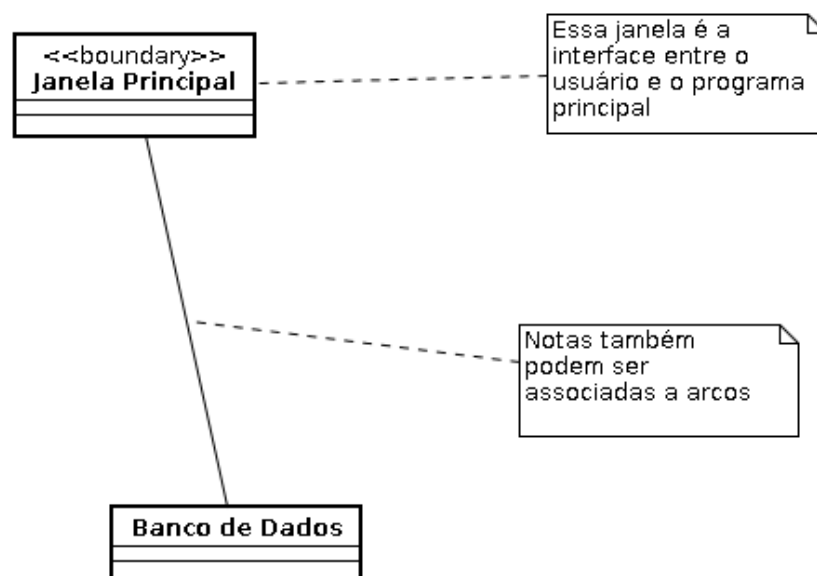 <<boundary>>
Janela Principal
Essa janela é a
interface entre o
usuário e o programa
principal
Notas também
podem ser
associadas a arcos
Banco de Dados